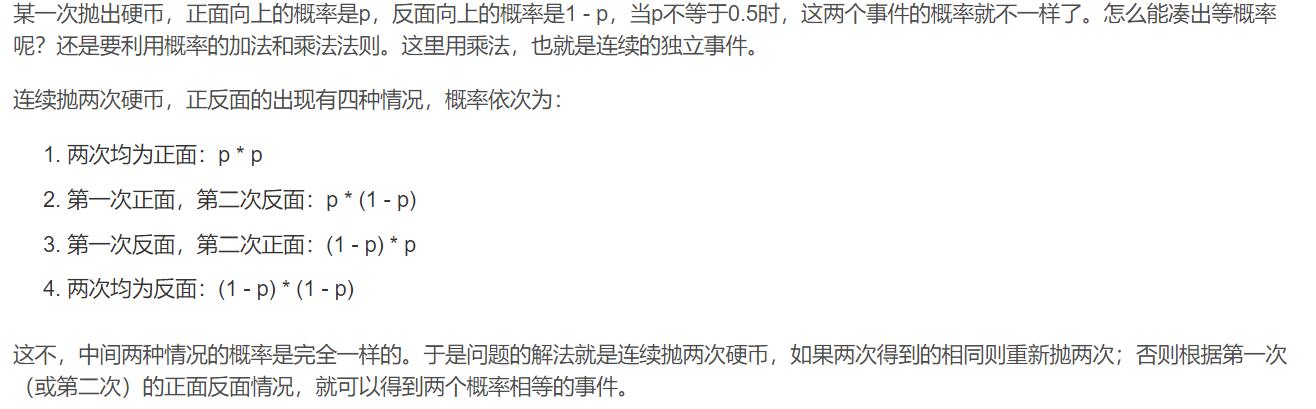 某一次抛出硬币，正面向上的概率是p，反面向上的概率是1 - p，当p不等于0.5时，这两个事件的概率就不一样了。怎么能凑出等概率
呢？还是要利用概率的加法和乘法法则。这里用乘法，也就是连续的独立事件。
连续抛两次硬币，正反面的出现有四种情况，概率依次为：
1. 两次均为正面：p * p
2. 第一次正面，第二次反面：p * (1 - p)
3. 第一次反面，第二次正面：(1 - p) * p
4. 两次均为反面：(1 - p) * (1 - p)
这不，中间两种情况的概率是完全一样的。于是问题的解法就是连续抛两次硬币，如果两次得到的相同则重新抛两次；否则根据第一次
（或第二次）的正面反面情况，就可以得到两个概率相等的事件。